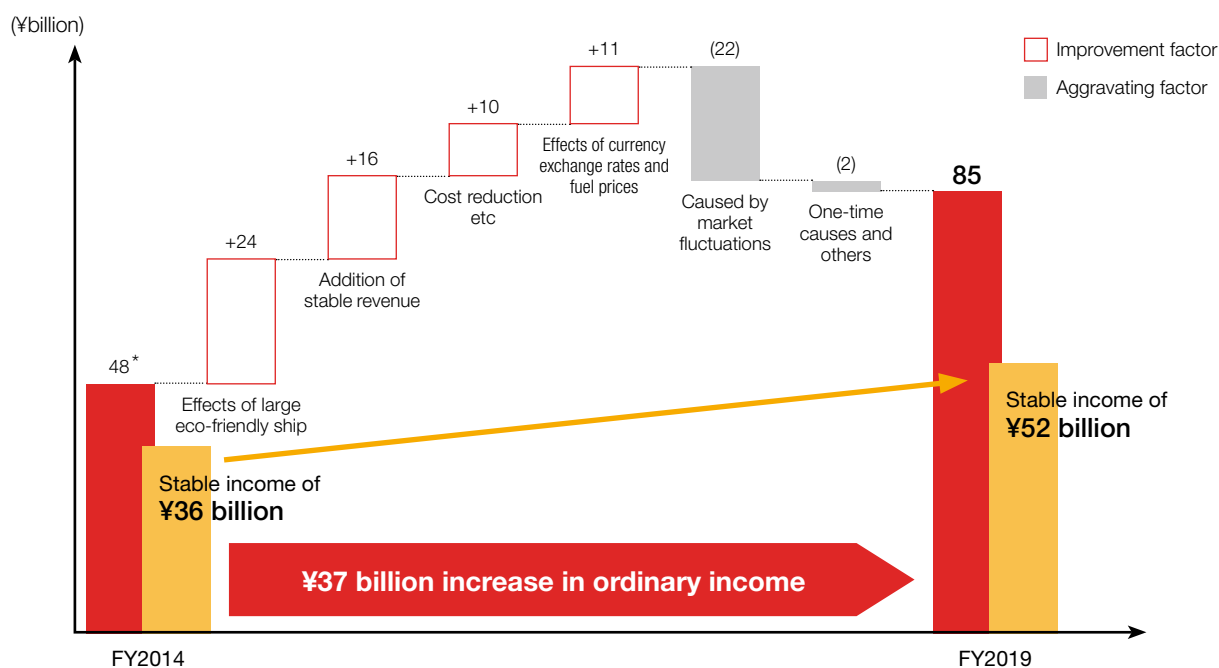 (¥billion)
Improvement factor
Aggravating factor
48*
Effects of large
eco-friendly ship
+24
Addition of
stable revenue
+16
Cost reduction
etc
+10
Effects of currency
exchange rates and
fuel prices
+11
(22)
Caused by
market
fluctuations
(2)
One-time
causes and
others
85
Stable income of
¥36 billion
Stable income of
¥52 billion
¥37 billion increase in ordinary income
FY2014
FY2019